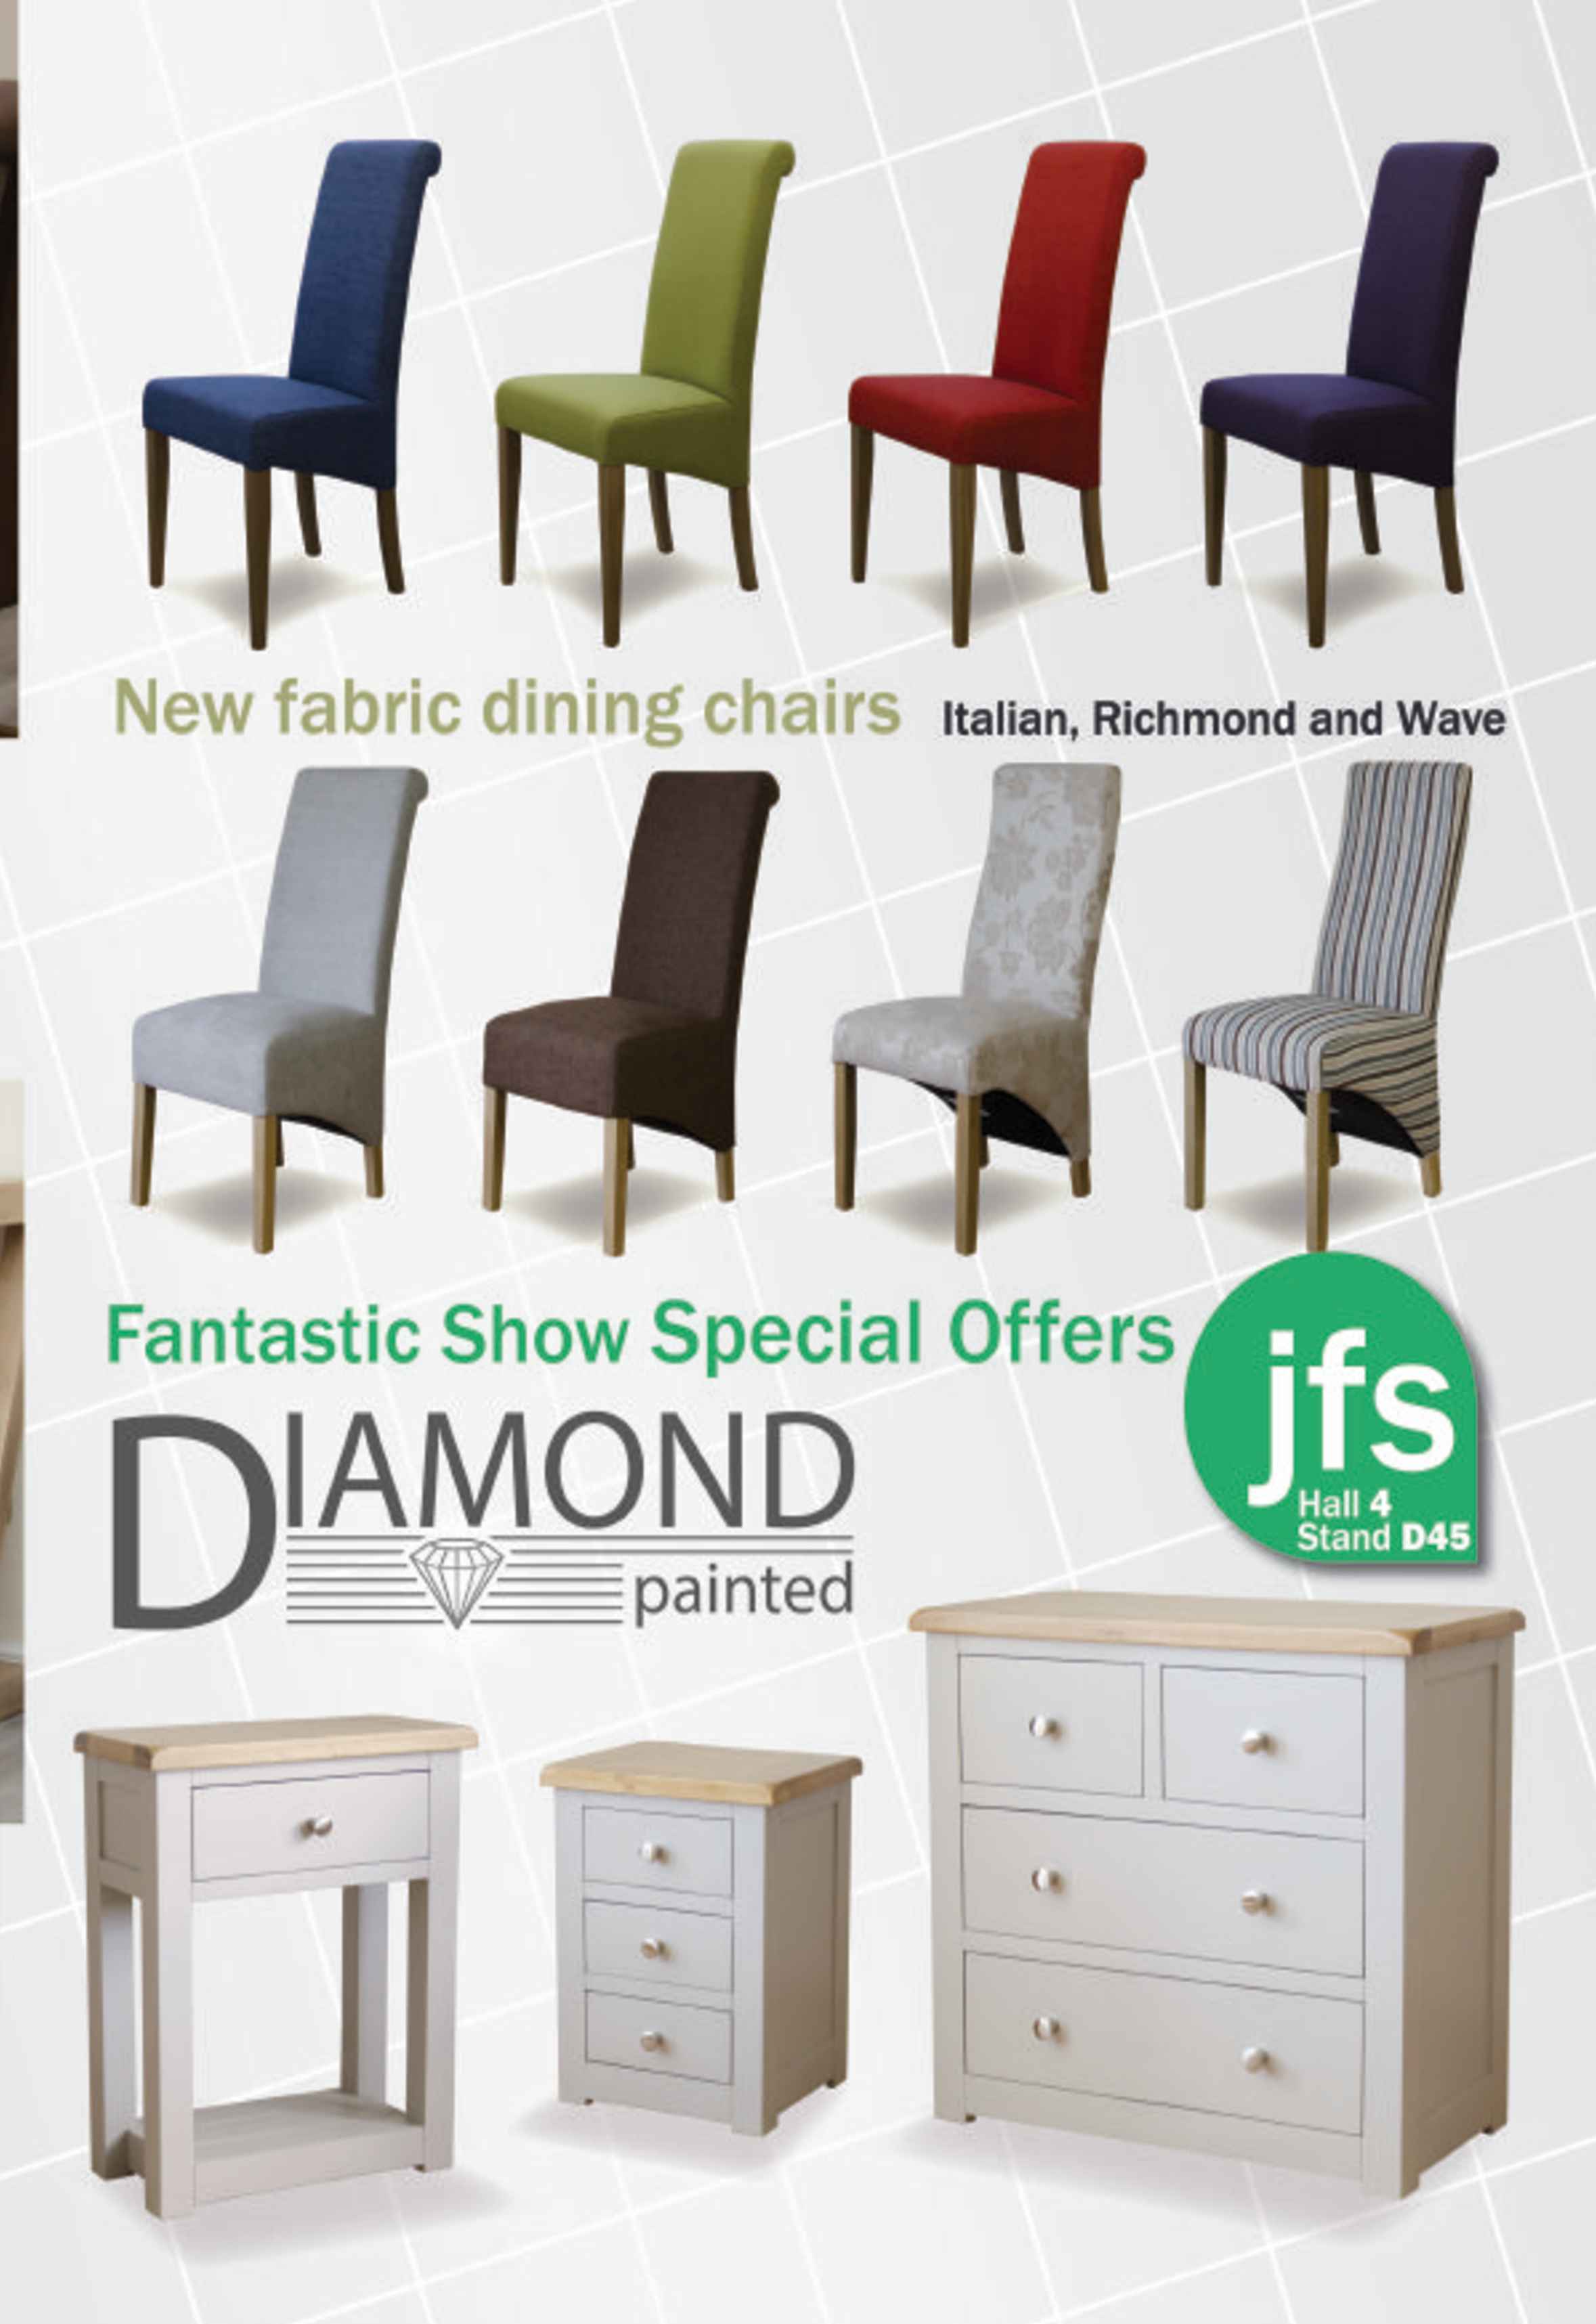 New fabric dining chairs Italian, Richmond and Wave
Fantastic Show Special Offers
jfs
Hall 4
Stand D45
DIAMOND
painted